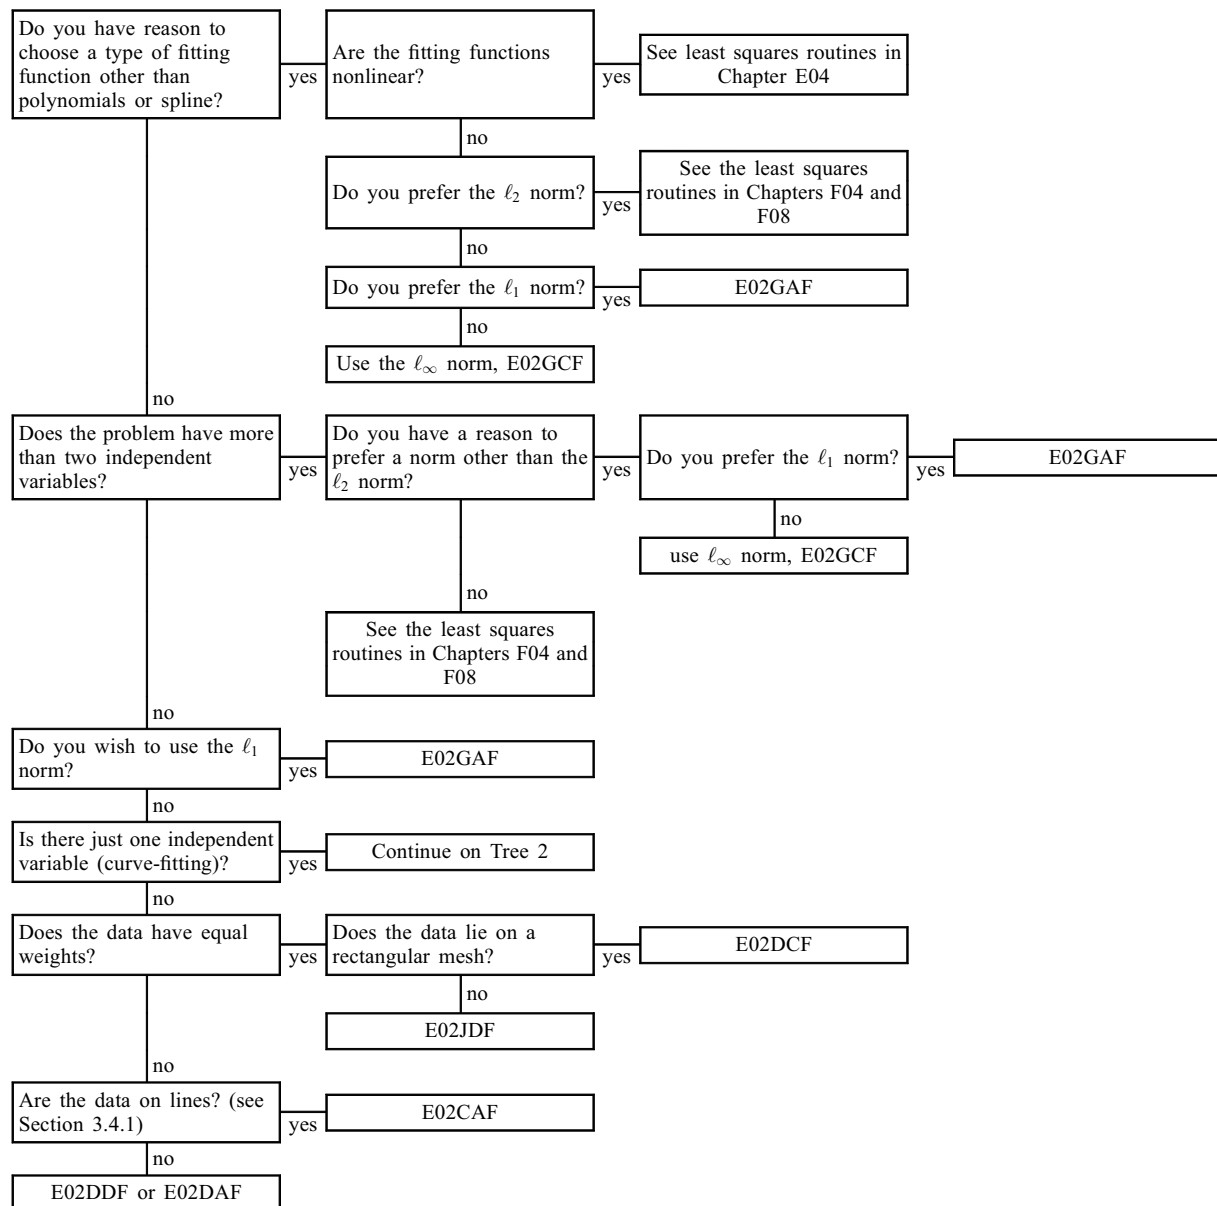 Do you have reason to
choose a type of fitting
function other than
polynomials or spline?
yes
Are the fitting functions
nonlinear?
yes
See least squares routines in
Chapter E04
no
Do you prefer the ℓ₂ norm?
yes
See the least squares
routines in Chapters F04 and
F08
no
Do you prefer the ℓ₁ norm?
yes
E02GAF
no
Use the ℓ∞ norm, E02GCF
no
Does the problem have more
than two independent
variables?
yes
Do you have a reason to
prefer a norm other than the
ℓ₂ norm?
yes
Do you prefer the ℓ₁ norm?
yes
E02GAF
no
use ℓ∞ norm, E02GCF
no
See the least squares
routines in Chapters F04 and
F08
no
Do you wish to use the ℓ₁
norm?
yes
E02GAF
no
Is there just one independent
variable (curve-fitting)?
yes
Continue on Tree 2
no
Does the data have equal
weights?
yes
Does the data lie on a
rectangular mesh?
yes
E02DCF
no
E02JDF
no
Are the data on lines? (see
Section 3.4.1)
yes
E02CAF
no
E02DDF or E02DAF